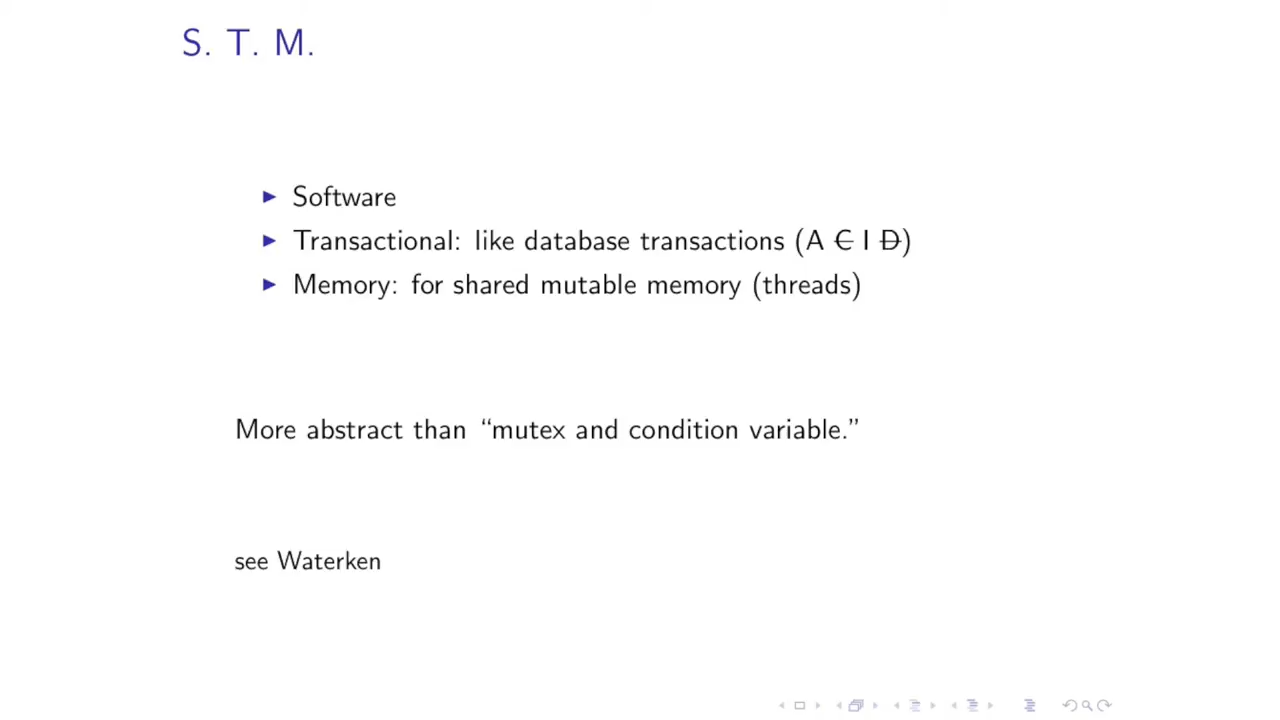 S. T. M.
Software
Transactional: like database transactions (A C I D)
Memory: for shared mutable memory (threads)
More abstract than “mutex and condition variable.”
see Waterken